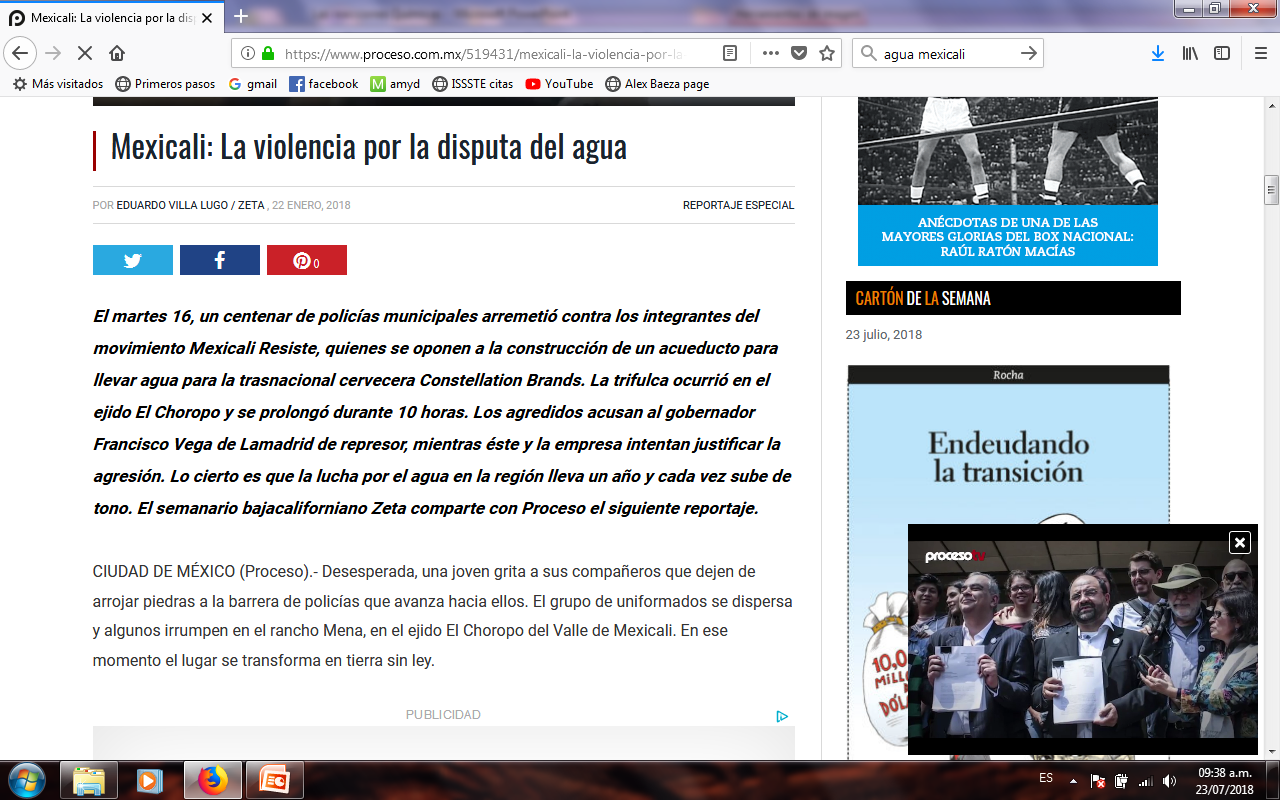 Mexicali: La violencia por la dis
https://www.proceso.com.mx/519431/mexicali-la-violencia-por-la
agua mexicali
Más visitados
Primeros pasos
gmail
facebook
amyd
ISSSTE citas
YouTube
Alex Baeza page
Mexicali: La violencia por la disputa del agua
POR EDUARDO VILLA LUGO / ZETA , 22 ENERO, 2018
REPORTAJE ESPECIAL
0
El martes 16, un centenar de policías municipales arremetió contra los integrantes del
movimiento Mexicali Resiste, quienes se oponen a la construcción de un acueducto para
llevar agua para la trasnacional cervecera Constellation Brands. La trifulca ocurrió en el
ejido El Choropo y se prolongó durante 10 horas. Los agredidos acusan al gobernador
Francisco Vega de Lamadrid de represor, mientras éste y la empresa intentan justificar la
agresión. Lo cierto es que la lucha por el agua en la región lleva un año y cada vez sube de
tono. El semanario bajacaliforniano Zeta comparte con Proceso el siguiente reportaje.
CIUDAD DE MÉXICO (Proceso).- Desesperada, una joven grita a sus compañeros que dejen de
arrojar piedras a la barrera de policías que avanza hacia ellos. El grupo de uniformados se dispersa
y algunos irrumpen en el rancho Mena, en el ejido El Choropo del Valle de Mexicali. En ese
momento el lugar se transforma en tierra sin ley.
PUBLICIDAD
ANÉCDOTAS DE UNA DE LAS
MAYORES GLORIAS DEL BOX NACIONAL:
RAÚL RATÓN MACÍAS
CARTÓN DE LA SEMANA
23 julio, 2018
Rocha
Endeudando
la transición
10,0
MILLO
DÓL
procesotv
ES
09:38 a.m.
23/07/2018